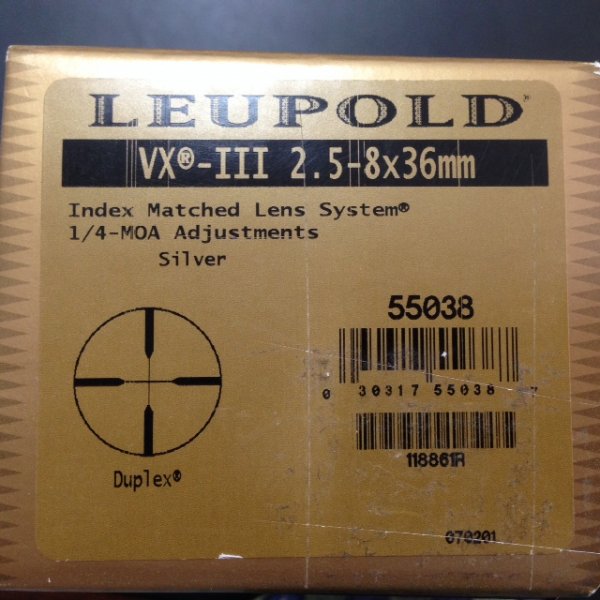 LEUPOLD®
VX®-III 2.5-8x36mm
Index Matched Lens System®
1/4-MOA Adjustments
Silver
55038
0 30317 55038 7
118861R
Duplex®
070201